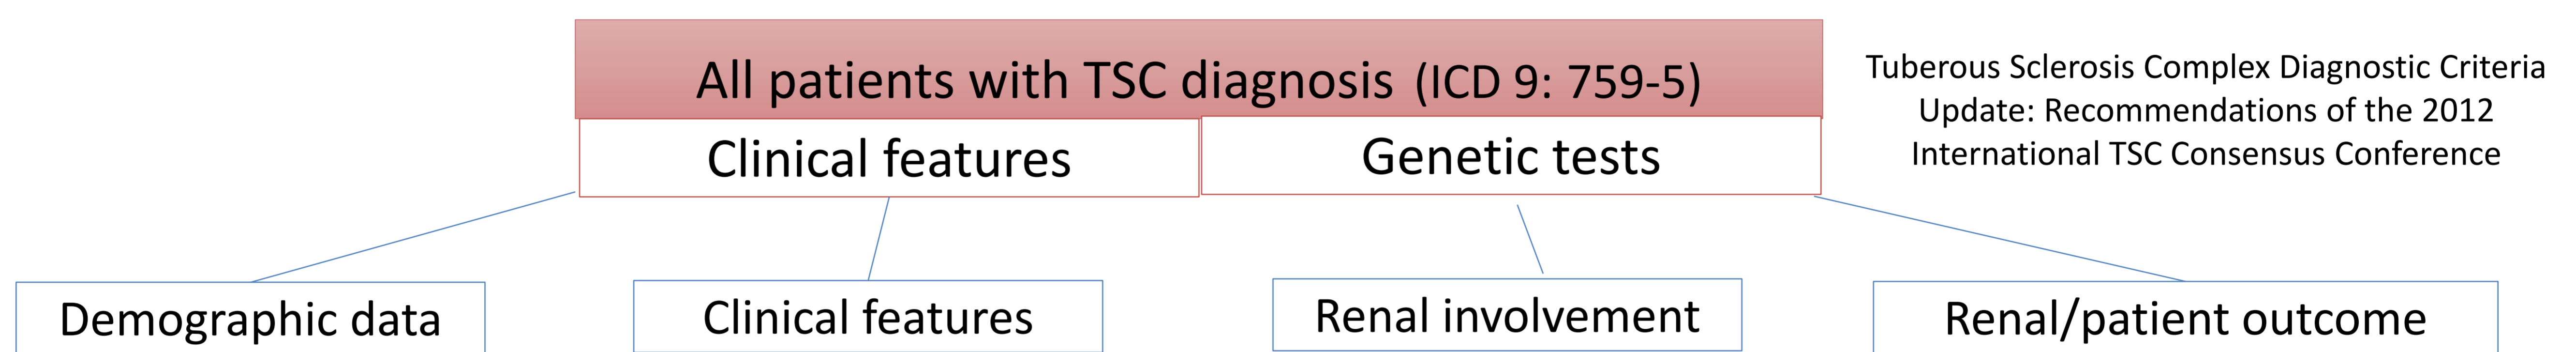 All patients with TSC diagnosis (ICD 9: 759-5)
Tuberous Sclerosis Complex Diagnostic Criteria
Update: Recommendations of the 2012
International TSC Consensus Conference
Clinical features
Genetic tests
Demographic data
Clinical features
Renal involvement
Renal/patient outcome